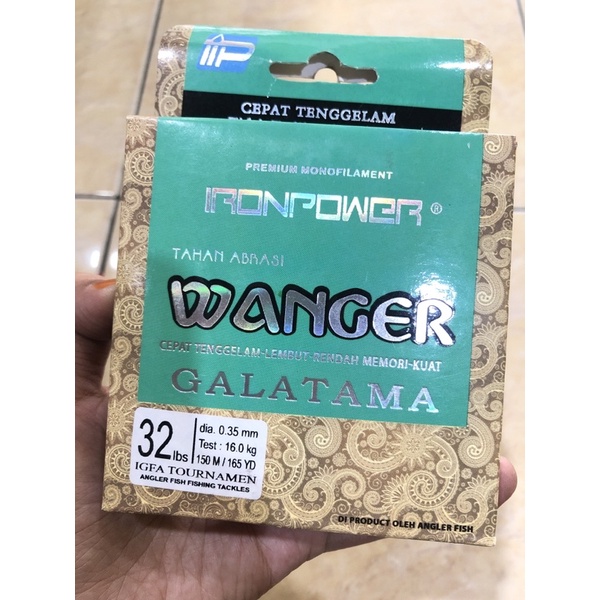 IP
CEPAT TENGGELAM
PREMIUM MONOFILAMENT
IRONPOWER®
TAHAN ABRASI
WANGER
CEPAT TENGGELAM-LEMBUT-RENDAH MEMORI-KUAT
GALATAMA
32 lbs
dia. 0.35 mm
Test : 16.0 kg
150 M / 165 YD
IGFA TOURNAMEN
ANGLER FISH FISHING TACKLES
DI PRODUCT OLEH ANGLER FISH